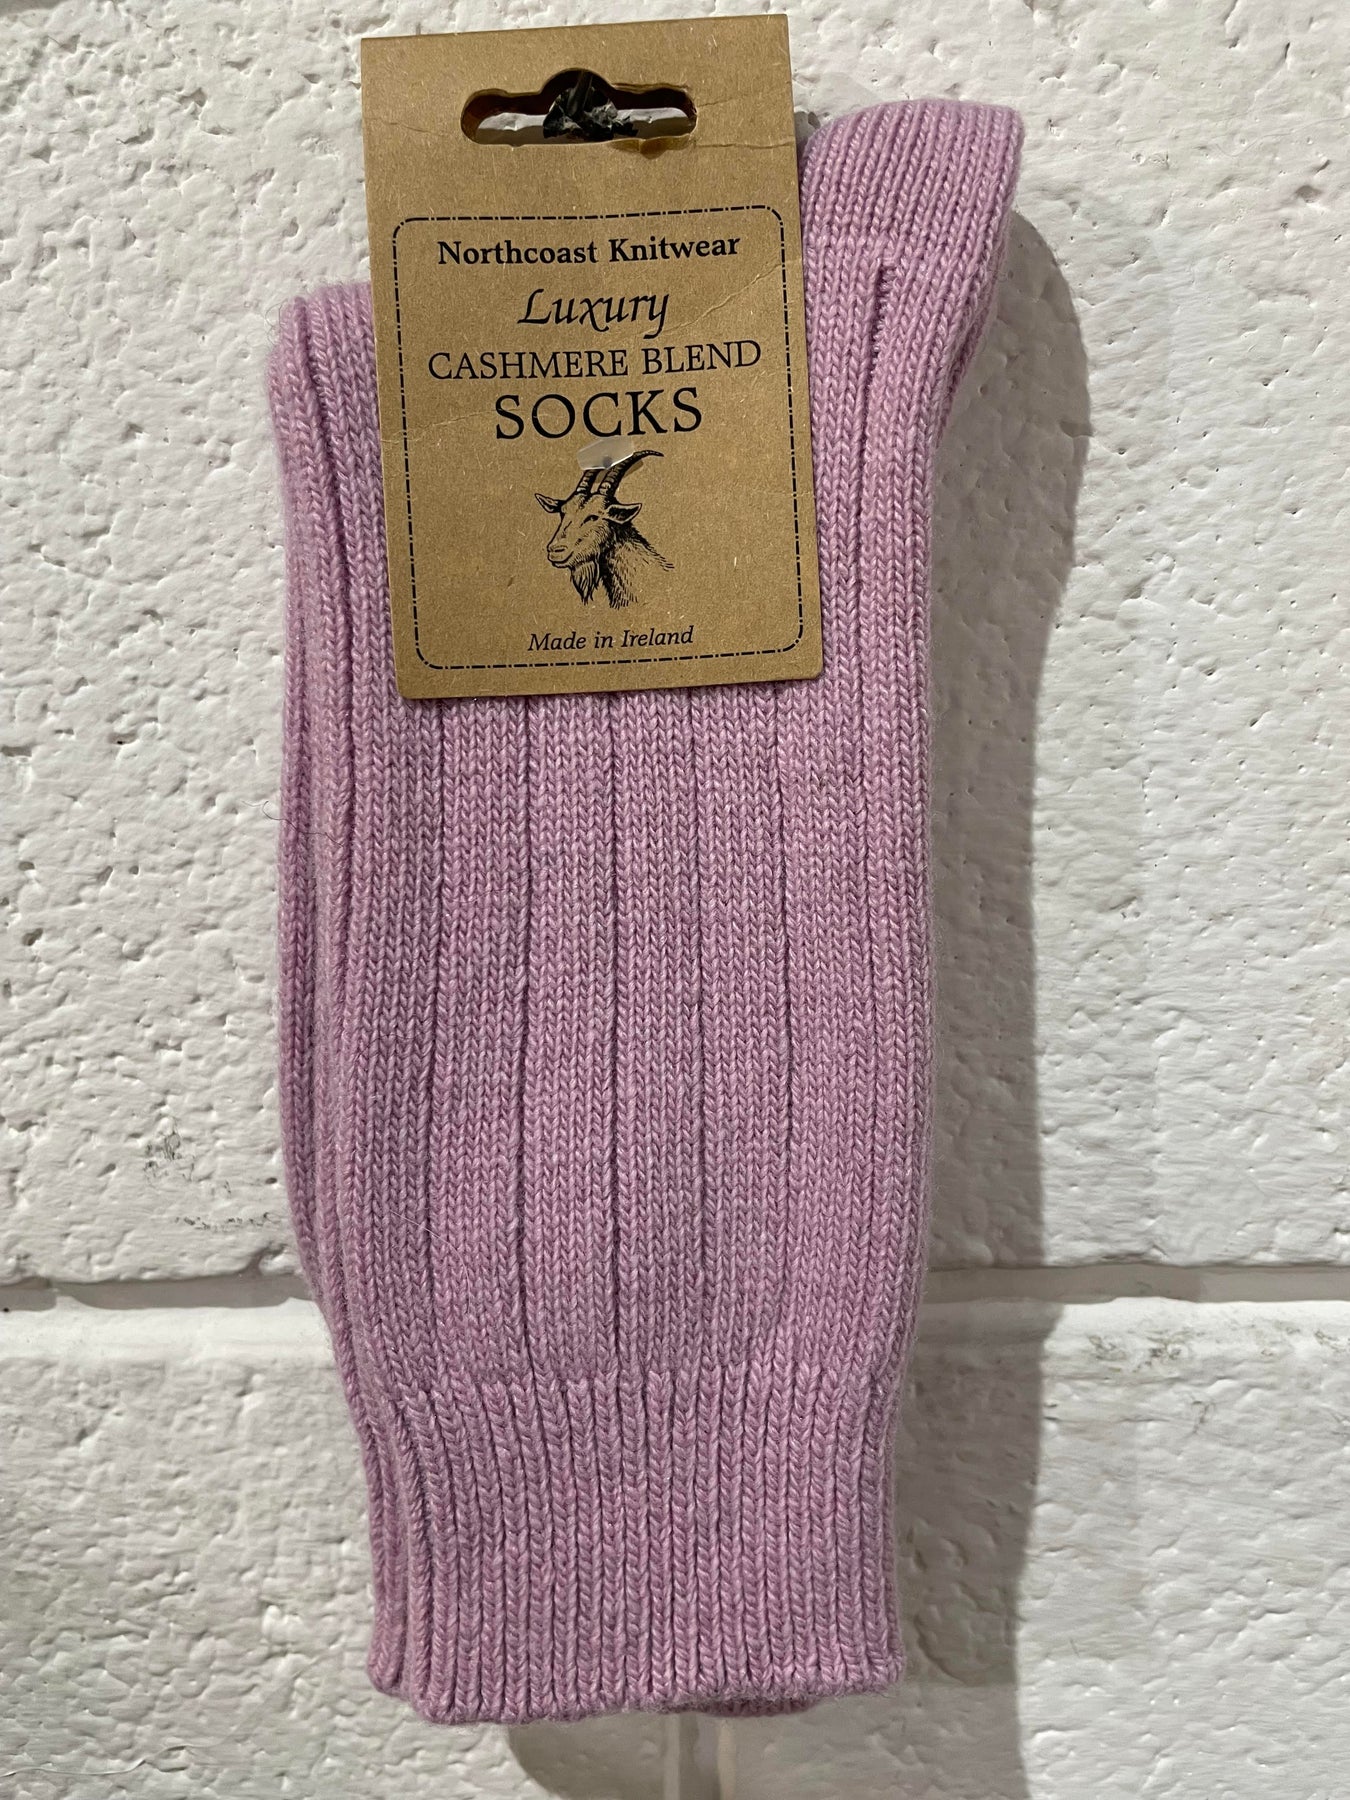 Northcoast Knitwear
Luxury
CASHMERE BLEND
SOCKS
Made in Ireland